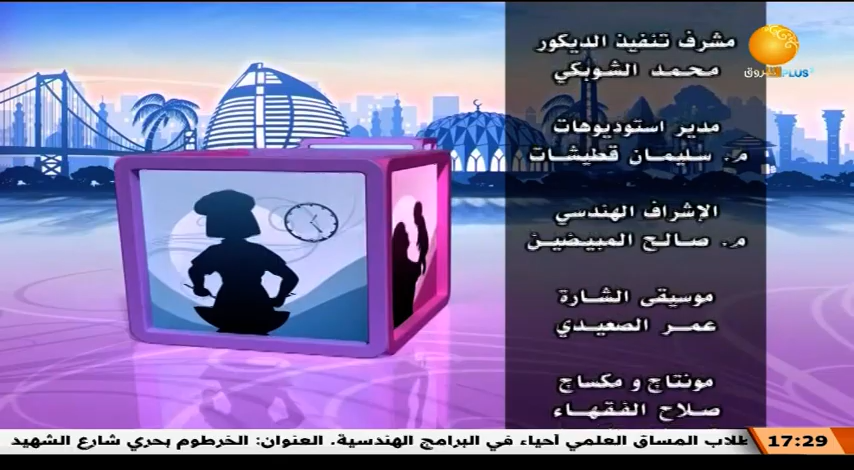 مشرف تنفيذ الديكور
محمد الشوبكي
شروق PLUS
مدير استوديوهات
م. سليمان قطيشات
الإشراف الهندسي
م. صالح المبيضين
موسيقى الشارة
عمر الصعيدي
مونتاج و مكساج
صلاح الفقهاء
طلاب المساق العلمي أحياء في البرامج الهندسية. العنوان: الخرطوم بحري شارع الشهيد
17:29